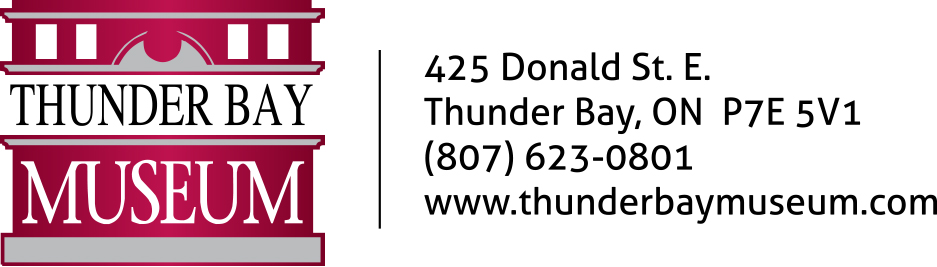 THUNDER BAY
MUSEUM
425 Donald St. E.
Thunder Bay, ON  P7E 5V1
(807) 623-0801
www.thunderbaymuseum.com